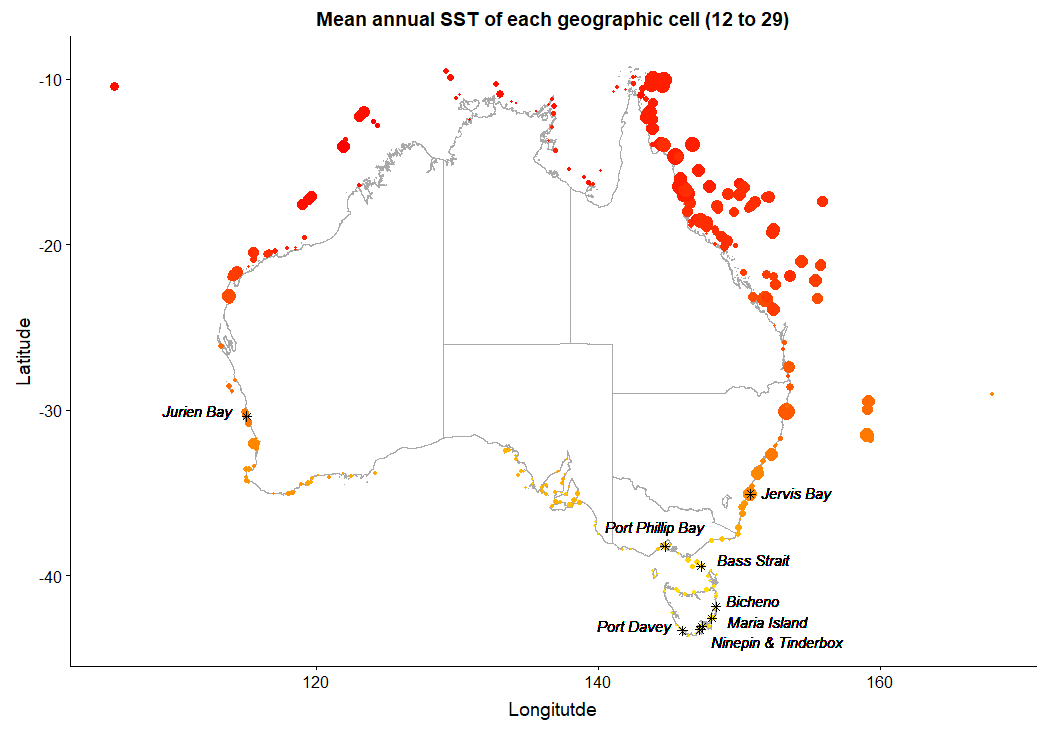 Mean annual SST of each geographic cell (12 to 29)
-10
-20
Latitude
-30
Jurien Bay
Jervis Bay
Port Phillip Bay
Bass Strait
-40
Bicheno
Port Davey
Maria Island
Ninepin & Tinderbox
120
140
160
Longitutde